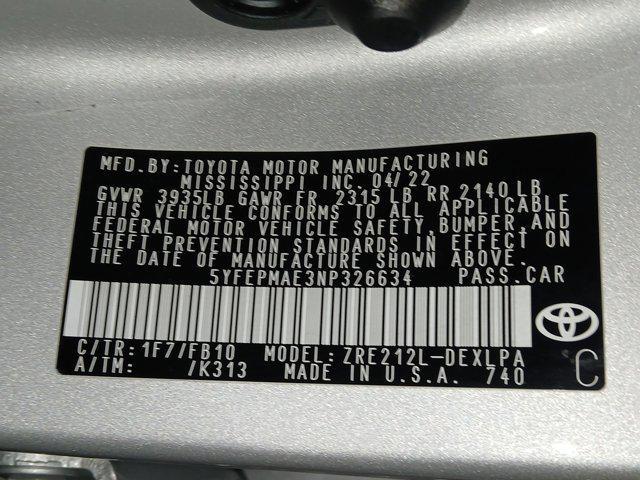 MFD.BY:TOYOTA MOTOR MANUFACTURING
MISSISSIPPI INC. 04/22
GVWR 3935LB GAWR FR 2315 LB RR 2140 LB
THIS VEHICLE CONFORMS TO ALL APPLICABLE
FEDERAL MOTOR VEHICLE SAFETY,BUMPER,AND
THEFT PREVENTION STANDARDS IN EFFECT ON
THE DATE OF MANUFACTURE SHOWN ABOVE.
5YFEPMAE3NP326634 PASS.CAR
C/TR:1F7/FB10 MODEL:ZRE212L-DEXLPA
A/TM: /K313 MADE IN U.S.A. 740 C